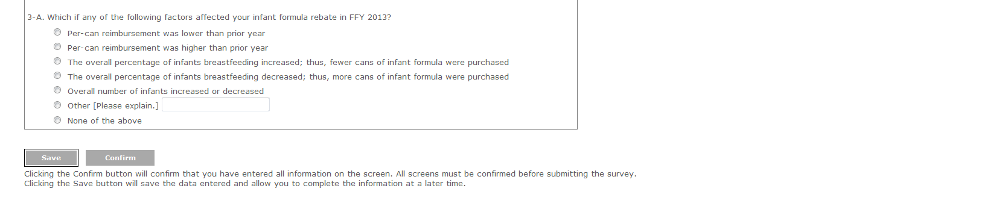 3-A. Which if any of the following factors affected your infant formula rebate in FFY 2013?
Per-can reimbursement was lower than prior year
Per-can reimbursement was higher than prior year
The overall percentage of infants breastfeeding increased; thus, fewer cans of infant formula were purchased
The overall percentage of infants breastfeeding decreased; thus, more cans of infant formula were purchased
Overall number of infants increased or decreased
Other [Please explain.]
None of the above
Save Confirm
Clicking the Confirm button will confirm that you have entered all information on the screen. All screens must be confirmed before submitting the survey.
Clicking the Save button will save the data entered and allow you to complete the information at a later time.